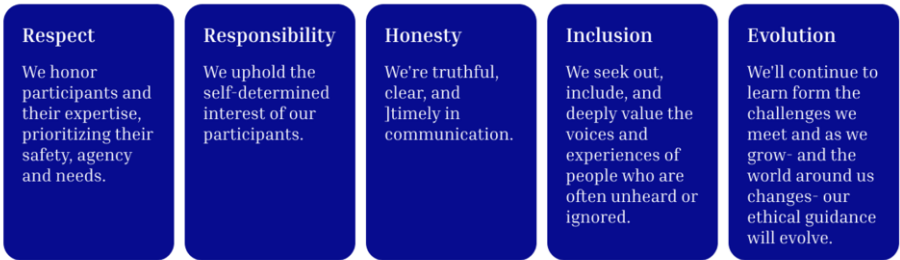 Respect
We honor
participants and
their expertise,
prioritizing their
safety, agency
and needs.
Responsibility
We uphold the
self-determined
interest of our
participants.
Honesty
We're truthful,
clear, and
]timely in
communication.
Inclusion
We seek out,
include, and
deeply value the
voices and
experiences of
people who are
often unheard or
ignored.
Evolution
We'll continue to
learn form the
challenges we
meet and as we
grow- and the
world around us
changes- our
ethical guidance
will evolve.